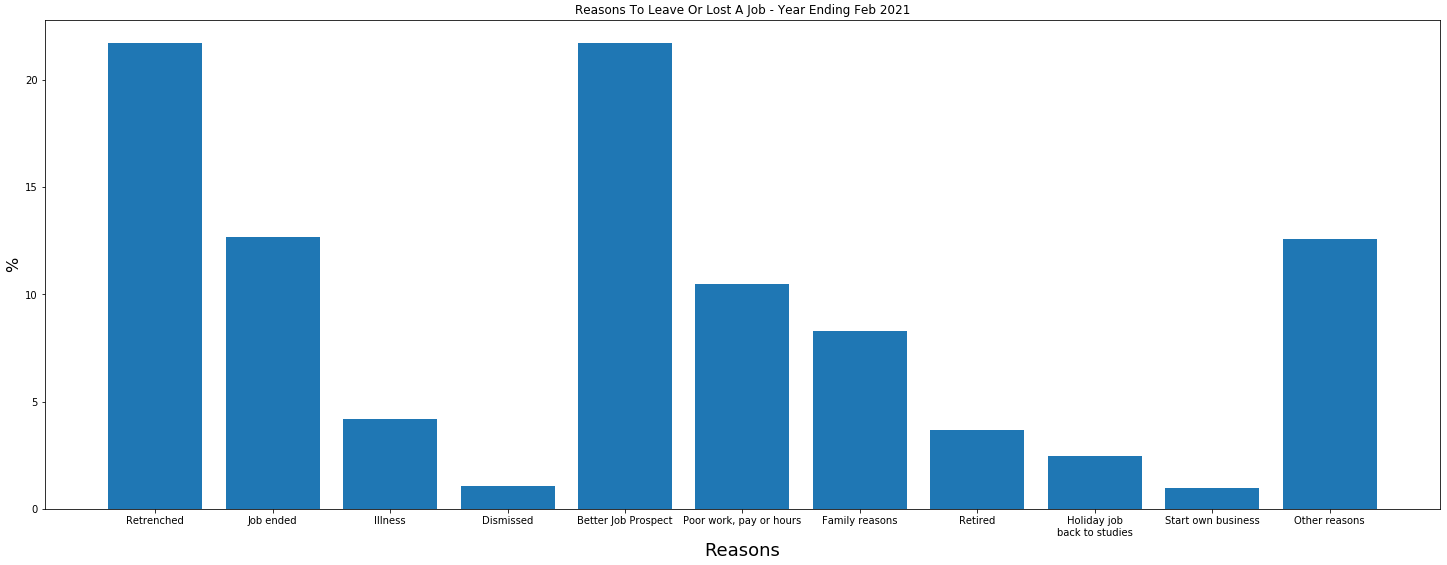 Reasons To Leave Or Lost A Job - Year Ending Feb 2021
%
20
15
10
5
0
Retrenched
Job ended
Illness
Dismissed
Better Job Prospect
Poor work, pay or hours
Family reasons
Retired
Holiday job
back to studies
Start own business
Other reasons
Reasons